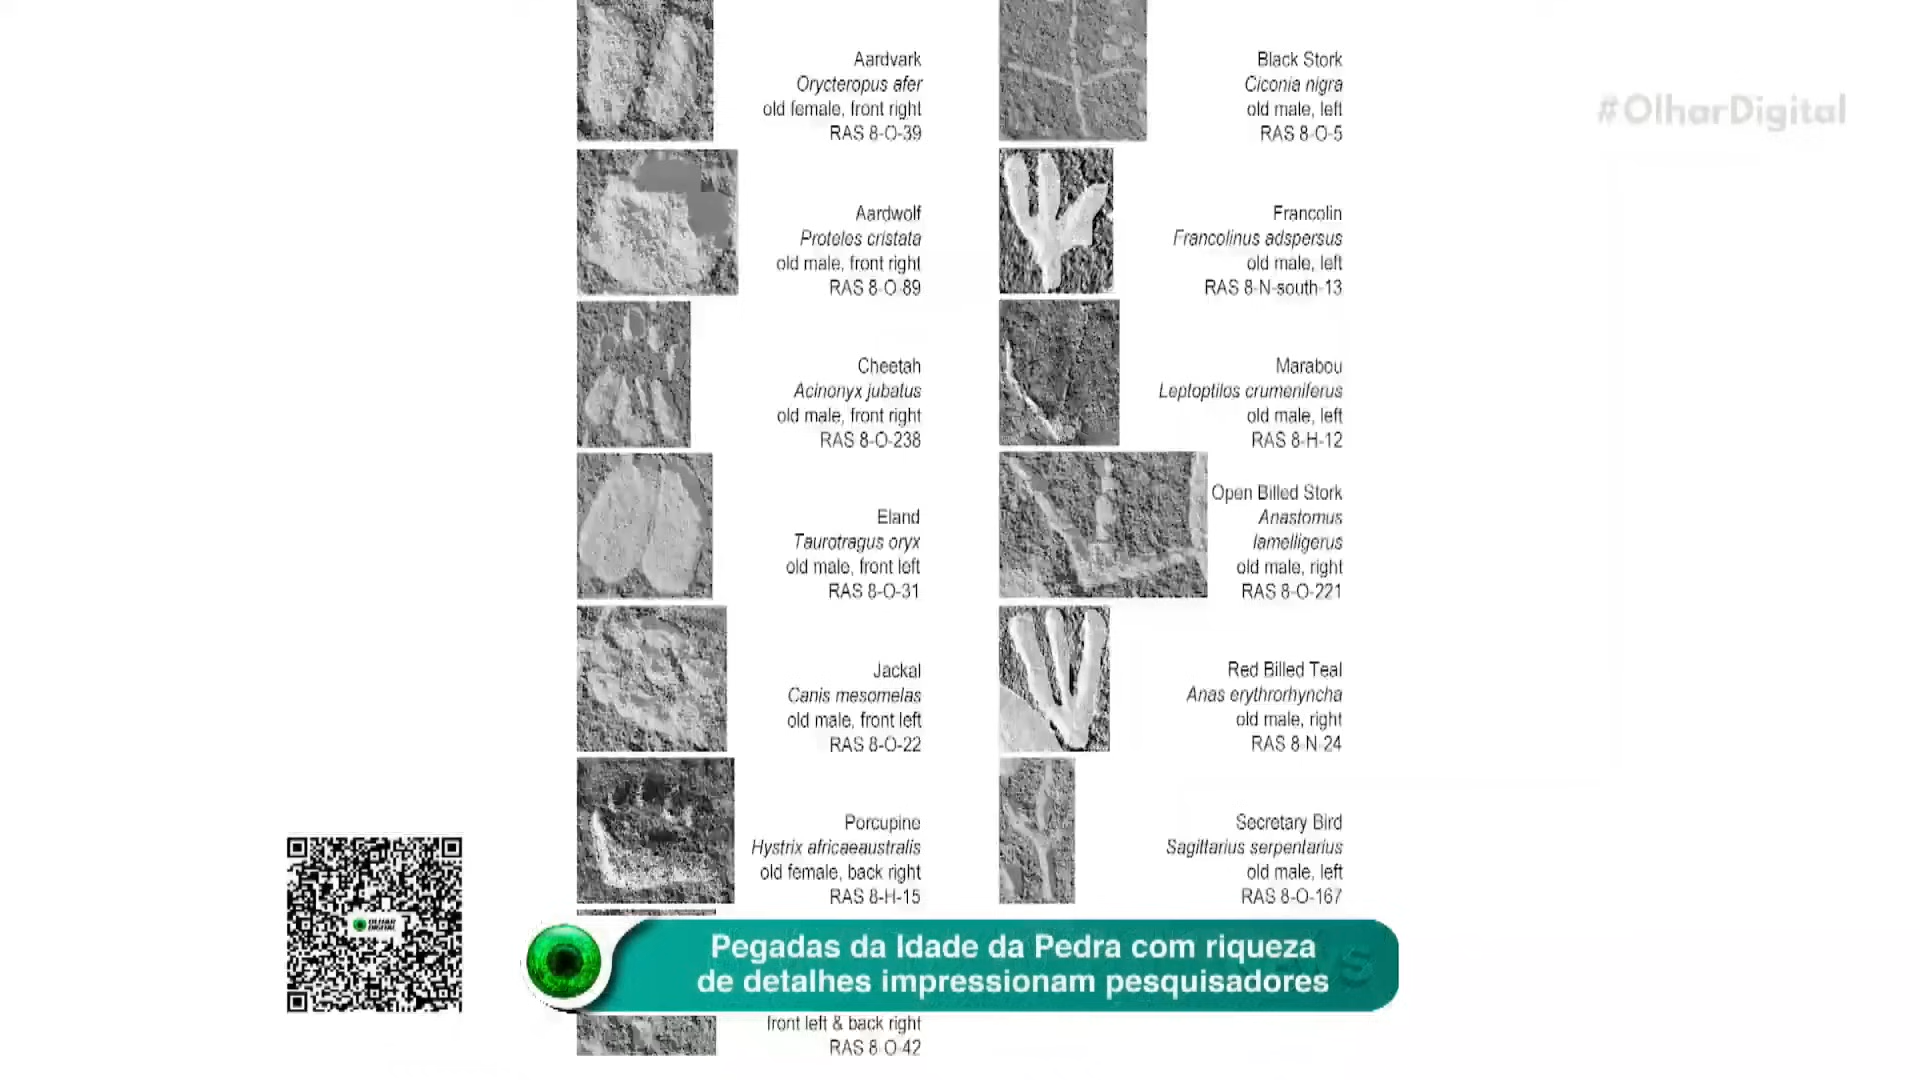 Aardvark
Orycteropus afer
old female, front right
RAS 8-O-39
Aardwolf
Proteles cristata
old male, front right
RAS 8-O-89
Cheetah
Acinonyx jubatus
old male, front right
RAS 8-O-238
Eland
Taurotragus oryx
old male, front left
RAS 8-O-31
Jackal
Canis mesomelas
old male, front left
RAS 8-O-22
Porcupine
Hystrix africaeaustralis
old female, back right
RAS 8-H-15
front left & back right
RAS 8-O-42
Black Stork
Ciconia nigra
old male, left
RAS 8-O-5
Francolin
Francolinus adspersus
old male, left
RAS 8-N-south-13
Marabou
Leptoptilos crumeniferus
old male, left
RAS 8-H-12
Open Billed Stork
Anastomus
lamelligerus
old male, right
RAS 8-O-221
Red Billed Teal
Anas erythrorhyncha
old male, right
RAS 8-N-24
Secretary Bird
Sagittarius serpentarius
old male, left
RAS 8-O-167
#OlharDigital
OLHAR
DIGITAL
Pegadas da Idade da Pedra com riqueza
de detalhes impressionam pesquisadores